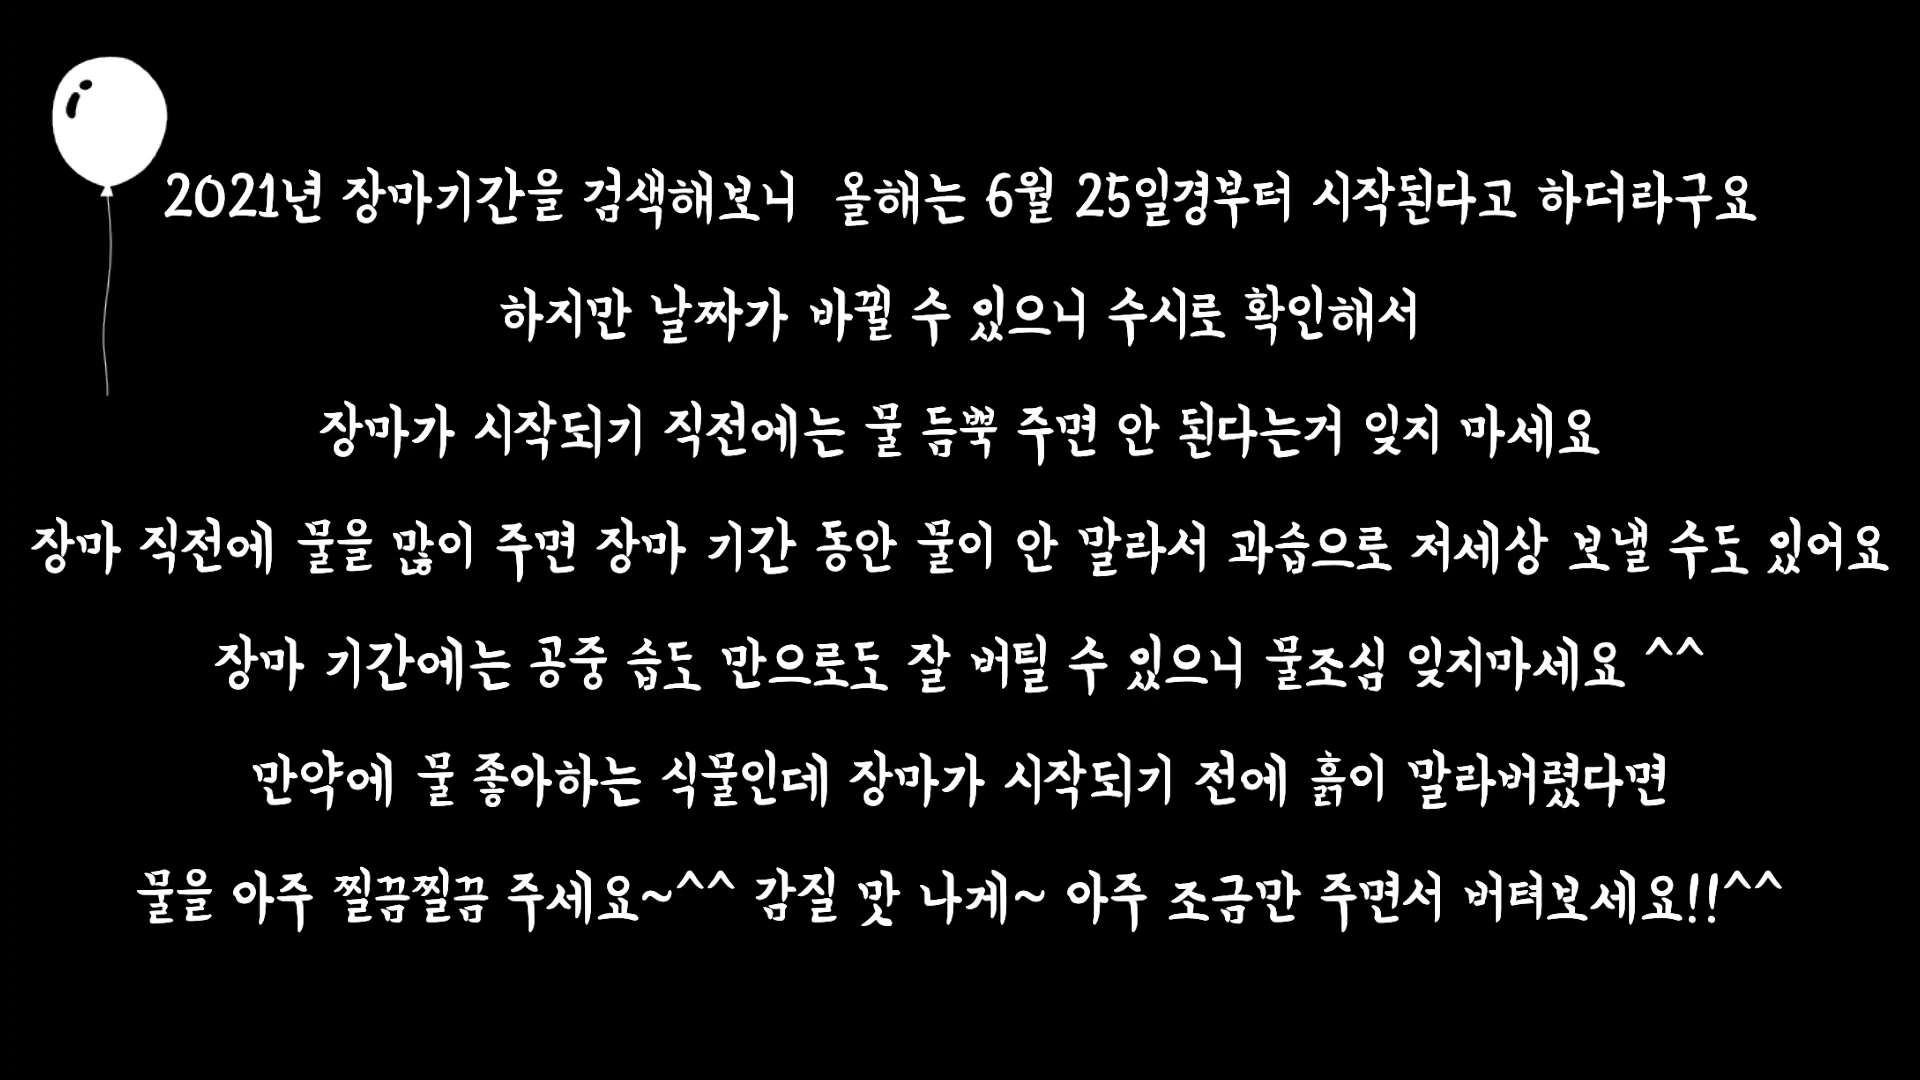 2021년 장마기간을 검색해보니 올해는 6월 25일경부터 시작된다고 하더라구요
하지만 날짜가 바뀔 수 있으니 수시로 확인해서
장마가 시작되기 직전에는 물 듬뿍 주면 안 된다는거 잊지 마세요
장마 직전에 물을 많이 주면 장마 기간 동안 물이 안 말라서 과습으로 저세상 보낼 수도 있어요
장마 기간에는 공중 습도 만으로도 잘 버틸 수 있으니 물조심 잊지마세요 ^^
만약에 물 좋아하는 식물인데 장마가 시작되기 전에 흙이 말라버렸다면
물을 아주 찔끔찔끔 주세요~^^ 감질 맛 나게~ 아주 조금만 주면서 버텨보세요!!^^